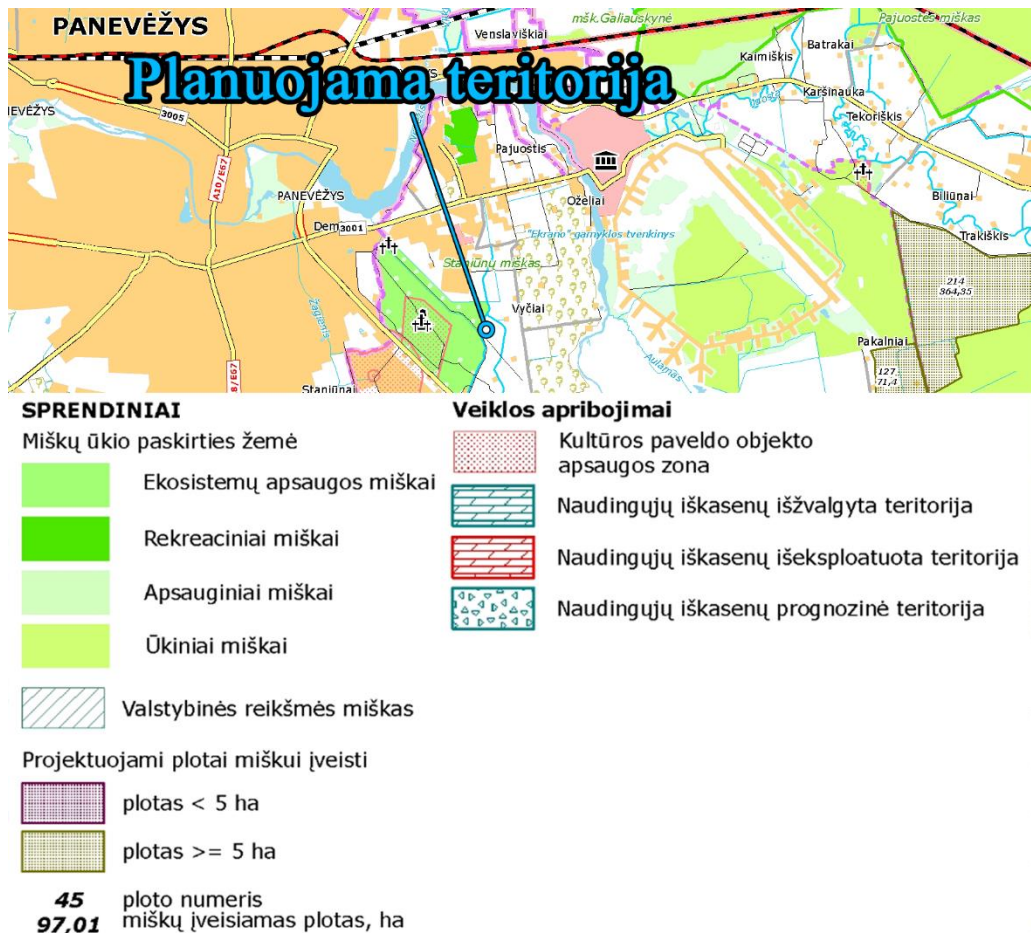 PANEVĖŽYS
Venslaviškiai
mšk.Galiauskynė
Pajuostės miškas
Batrakai
Kaimiškis
Planuojama teritorija
Karšinauka
Tekoriškis
3005
A10/E67
Pajuostis
PANEVĖŽYS
Biliūnai
Oželiai
Trakiškis
3001
"Ekrano" gamyklos tvenkinys
Staniūnų miškas
Žagienis
Vyčiai
214
364,35
Aulamas
Pakalniai
127
71,4
Staniūnai
SPRENDINIAI
Miškų ūkio paskirties žemė
Ekosistemų apsaugos miškai
Rekreaciniai miškai
Apsauginiai miškai
Ūkiniai miškai
Valstybinės reikšmės miškas
Projektuojami plotai miškui įveisti
plotas < 5 ha
plotas >= 5 ha
45 ploto numeris
97,01 miškų įveisiamas plotas, ha
Veiklos apribojimai
Kultūros paveldo objekto
apsaugos zona
Naudingųjų iškasenų išžvalgyta teritorija
Naudingųjų iškasenų išeksploatuota teritorija
Naudingųjų iškasenų prognozinė teritorija